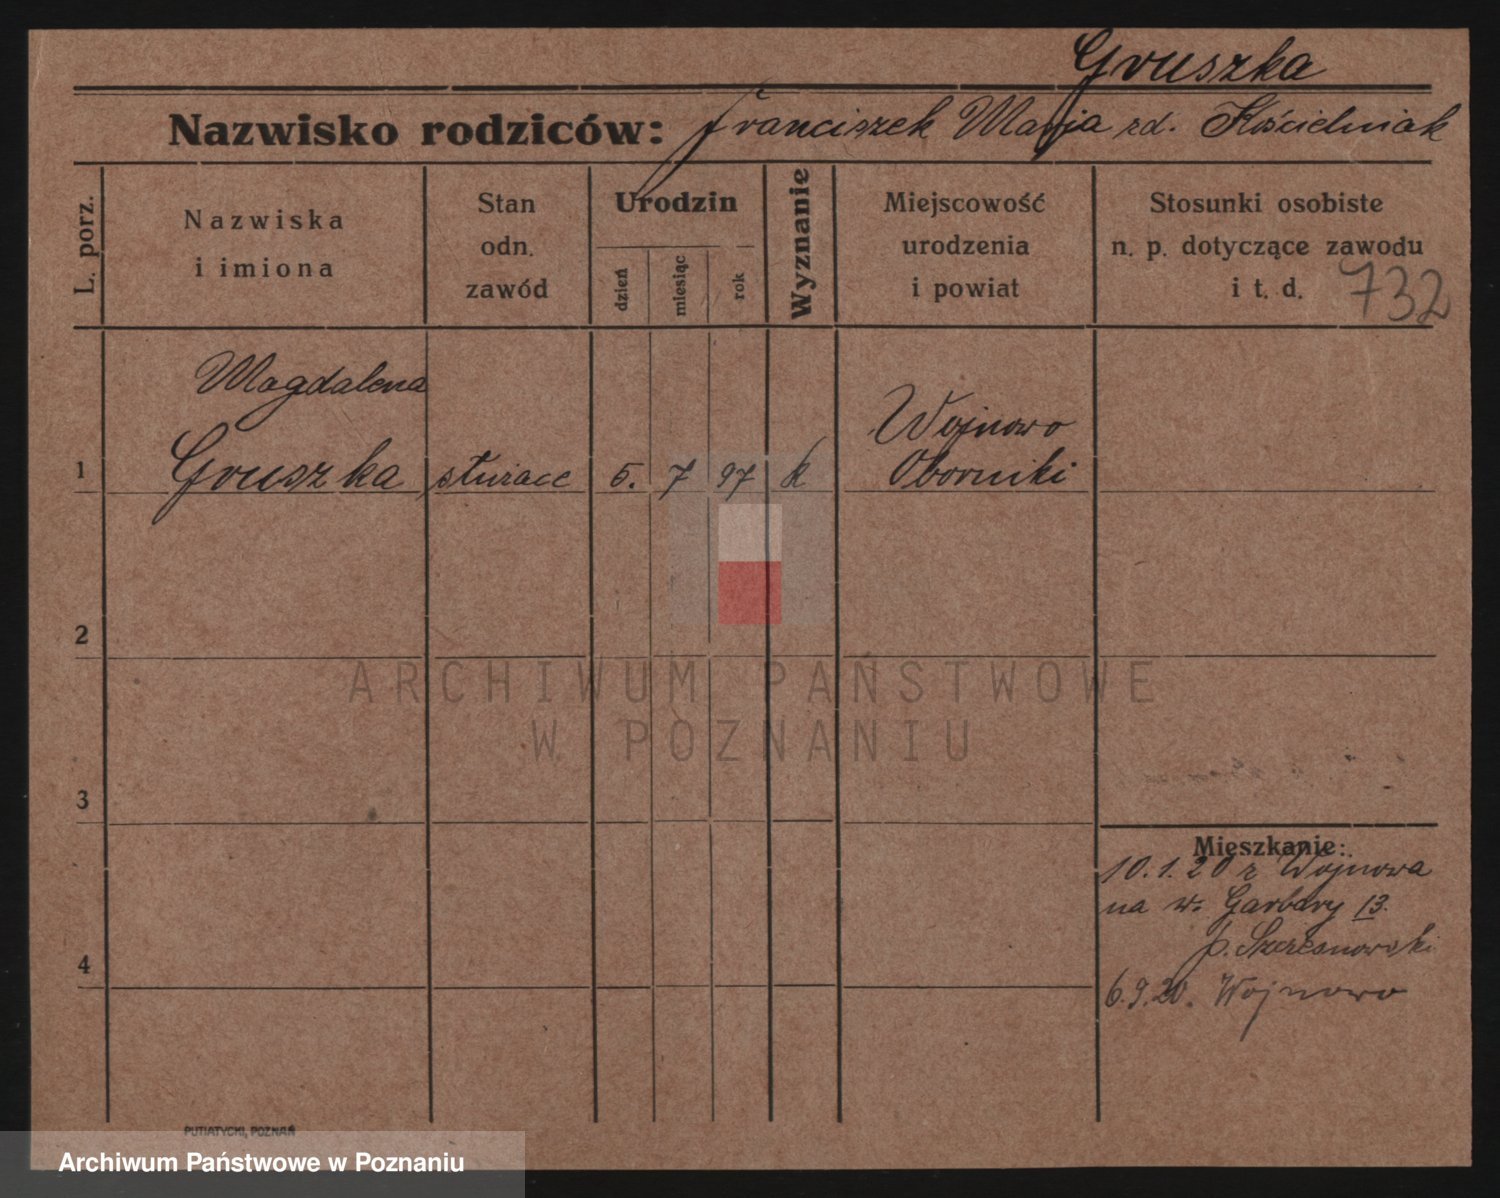 Gruszka
Nazwisko rodziców: Franciszek Marja zd. Kościelniak
L. porz.
Nazwiska
i imiona
Stan
odn.
zawód
Urodzin
dzień
miesiąc
rok
Wyznanie
Miejscowość
urodzenia
i powiat
Stosunki osobiste
n. p. dotyczące zawodu
i t. d.
732
Magdalena
Wojnowo
1 Gruszka służące 5. 7 97 k Oborniki
2
ARCHIWUM PAŃSTWOWE
W POZNANIU
3
Mieszkanie:
10.1.20 z Wojnowa
na w. Garbary 13.
p.
4
6.9.20. Wojnowo
PUTIATYCKI, POZNAŃ
Archiwum Państwowe w Poznaniu